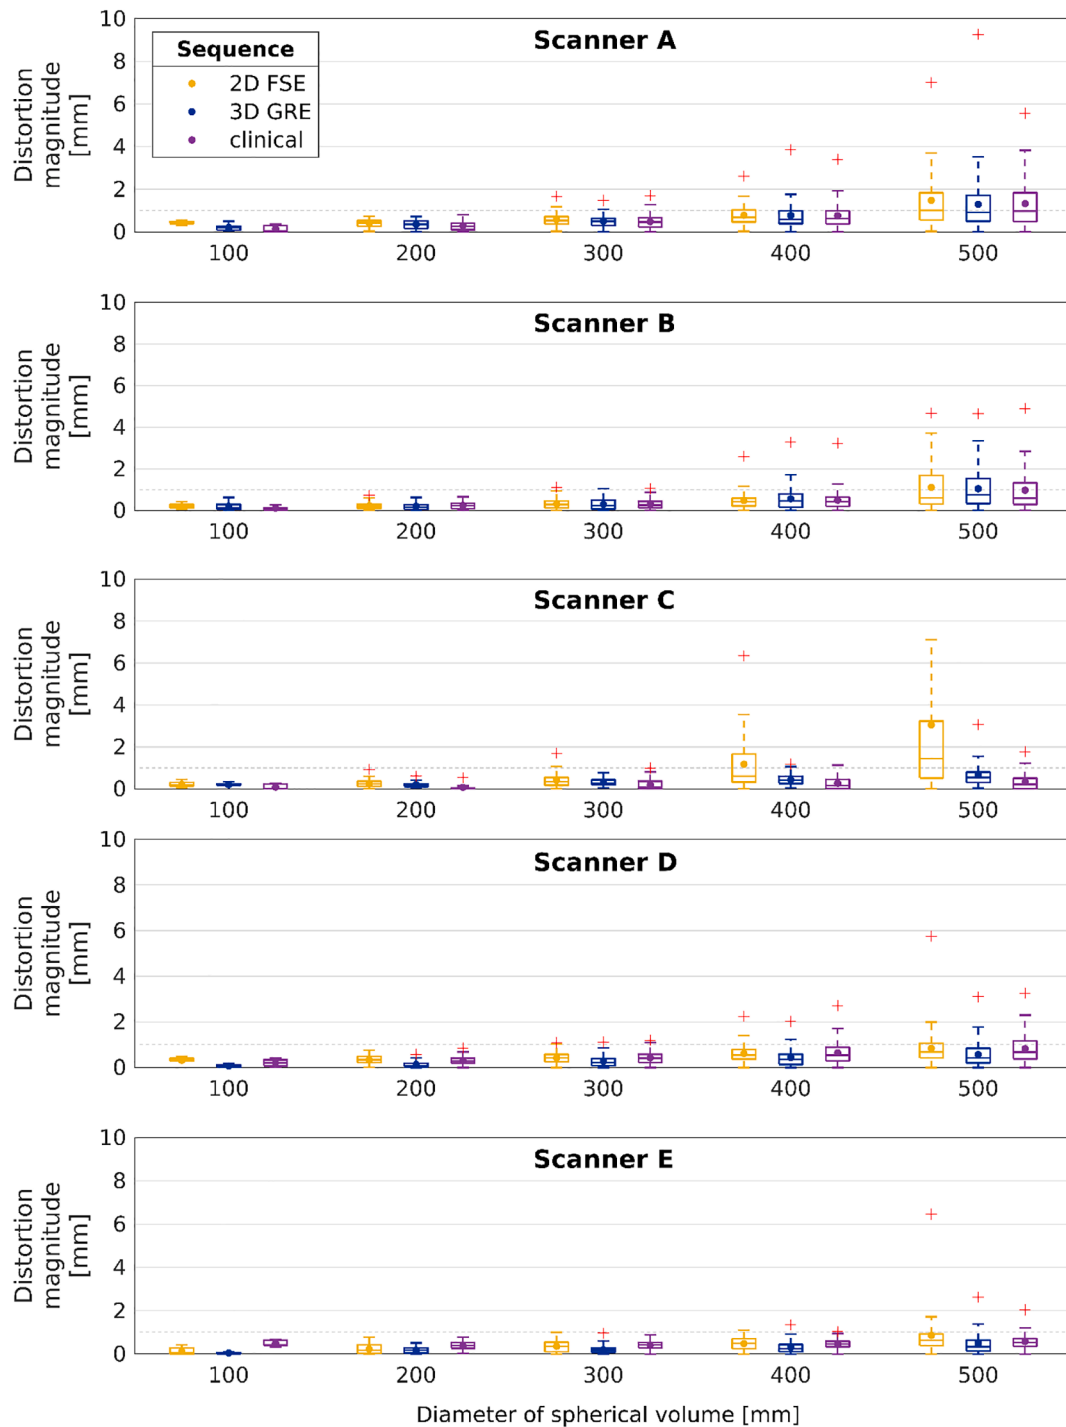 Scanner A
Sequence
2D FSE
3D GRE
clinical
Distortion
magnitude
[mm]
10
8
6
4
2
0
100 200 300 400 500
Scanner B
Distortion
magnitude
[mm]
10
8
6
4
2
0
100 200 300 400 500
Scanner C
Distortion
magnitude
[mm]
10
8
6
4
2
0
100 200 300 400 500
Scanner D
Distortion
magnitude
[mm]
10
8
6
4
2
0
100 200 300 400 500
Scanner E
Distortion
magnitude
[mm]
10
8
6
4
2
0
100 200 300 400 500
Diameter of spherical volume [mm]